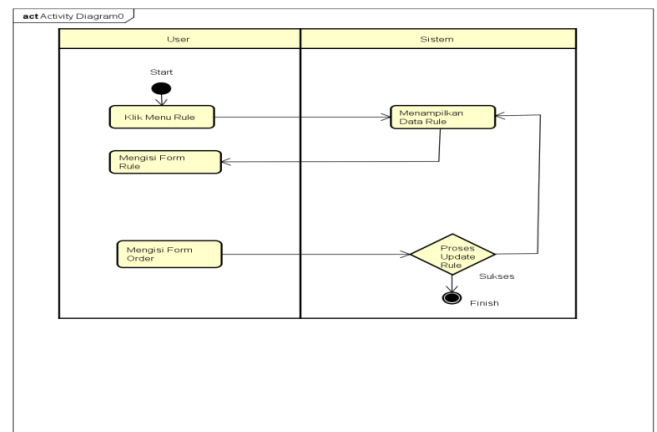 act Activity Diagram0
User
Sistem
Start
Klik Menu Rule
Menampilkan
Data Rule
Mengisi Form
Rule
Mengisi Form
Order
Proses
Update
Rule
Sukses
Finish